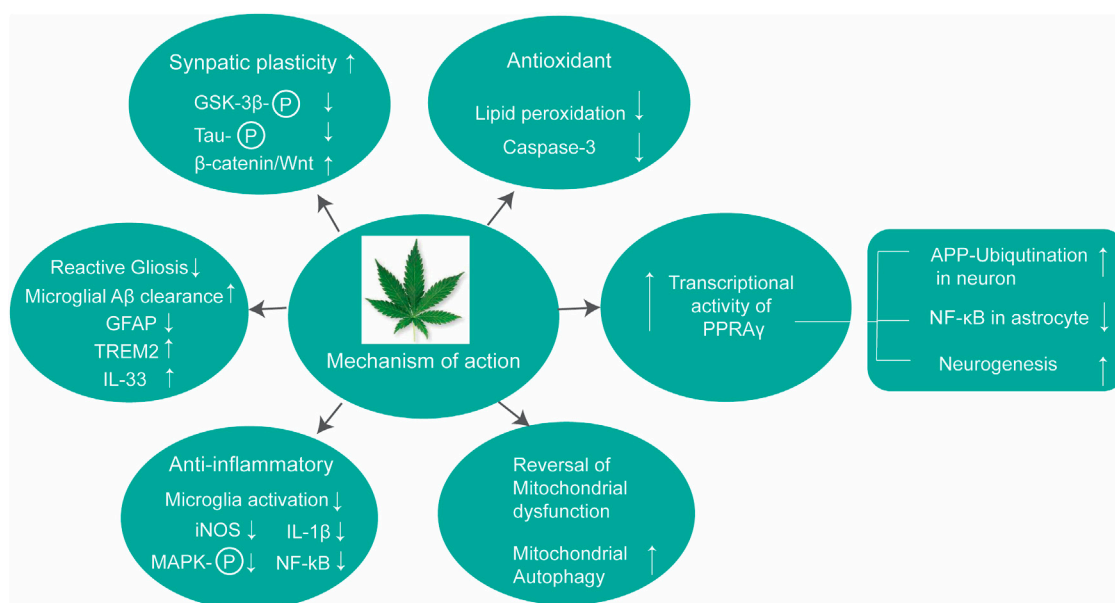 Synpatic plasticity ↑
GSK-3β-Ⓟ ↓
Tau-Ⓟ ↓
β-catenin/Wnt ↑
Antioxidant
Lipid peroxidation ↓
Caspase-3 ↓
Reactive Gliosis ↓
Microglial Aβ clearance ↑
GFAP ↓
TREM2 ↑
IL-33 ↑
Mechanism of action
↑ Transcriptional
activity of
PPRAγ
APP-Ubiqutination ↑
in neuron
NF-κB in astrocyte ↓
Neurogenesis ↑
Anti-inflammatory
Microglia activation ↓
iNOS ↓ IL-1β ↓
MAPK-Ⓟ ↓ NF-kB ↓
Reversal of
Mitochondrial
dysfunction
Mitochondrial ↑
Autophagy